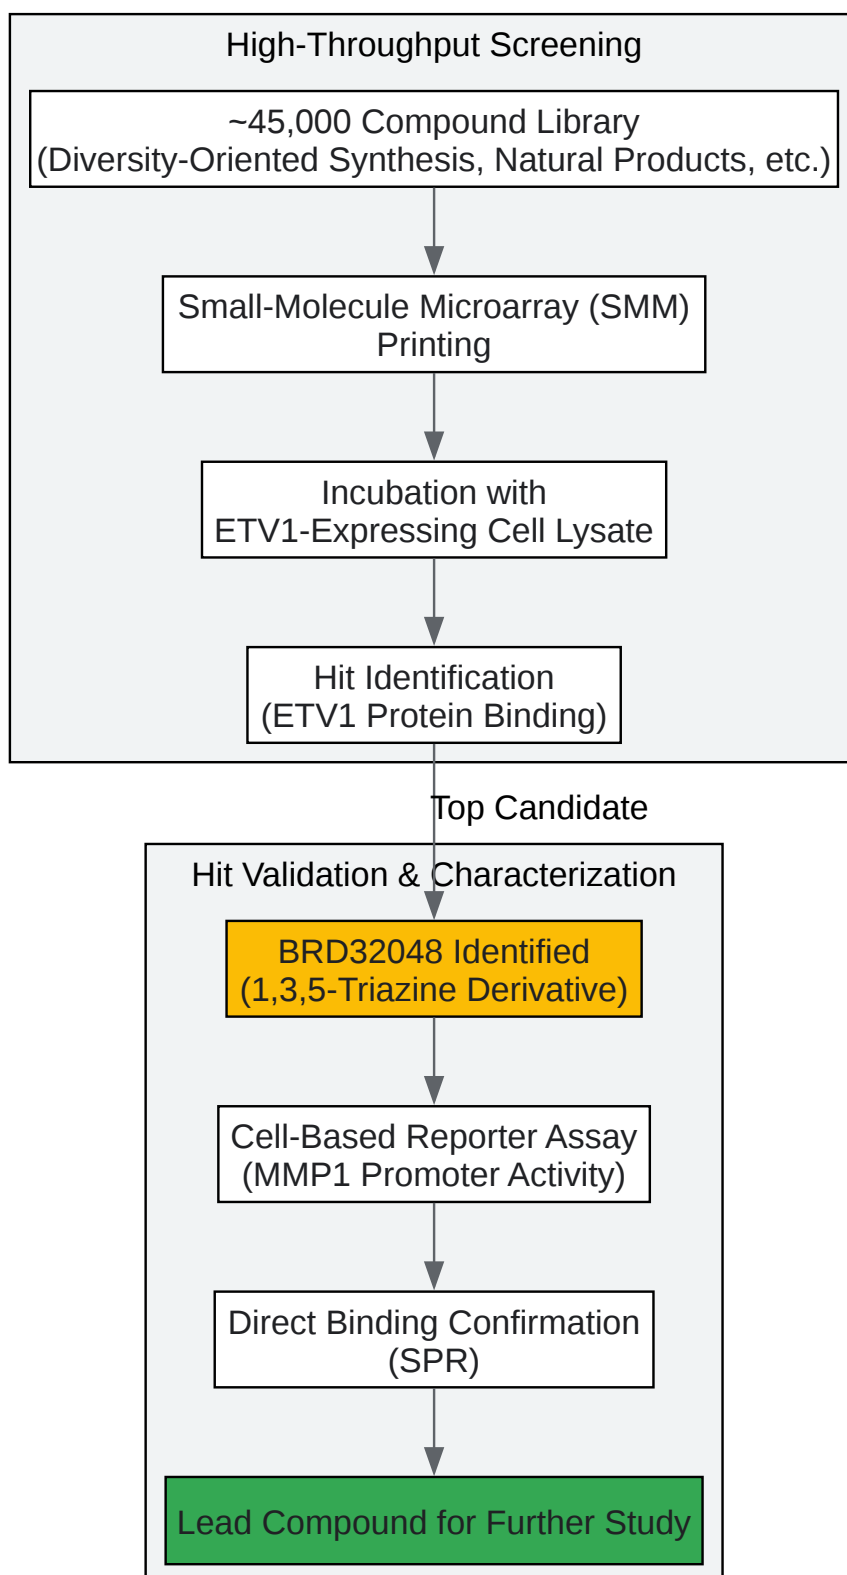 High-Throughput Screening
~45,000 Compound Library
(Diversity-Oriented Synthesis, Natural Products, etc.)
Small-Molecule Microarray (SMM)
Printing
Incubation with
ETV1-Expressing Cell Lysate
Hit Identification
(ETV1 Protein Binding)
Top Candidate
Hit Validation & Characterization
BRD32048 Identified
(1,3,5-Triazine Derivative)
Cell-Based Reporter Assay
(MMP1 Promoter Activity)
Direct Binding Confirmation
(SPR)
Lead Compound for Further Study